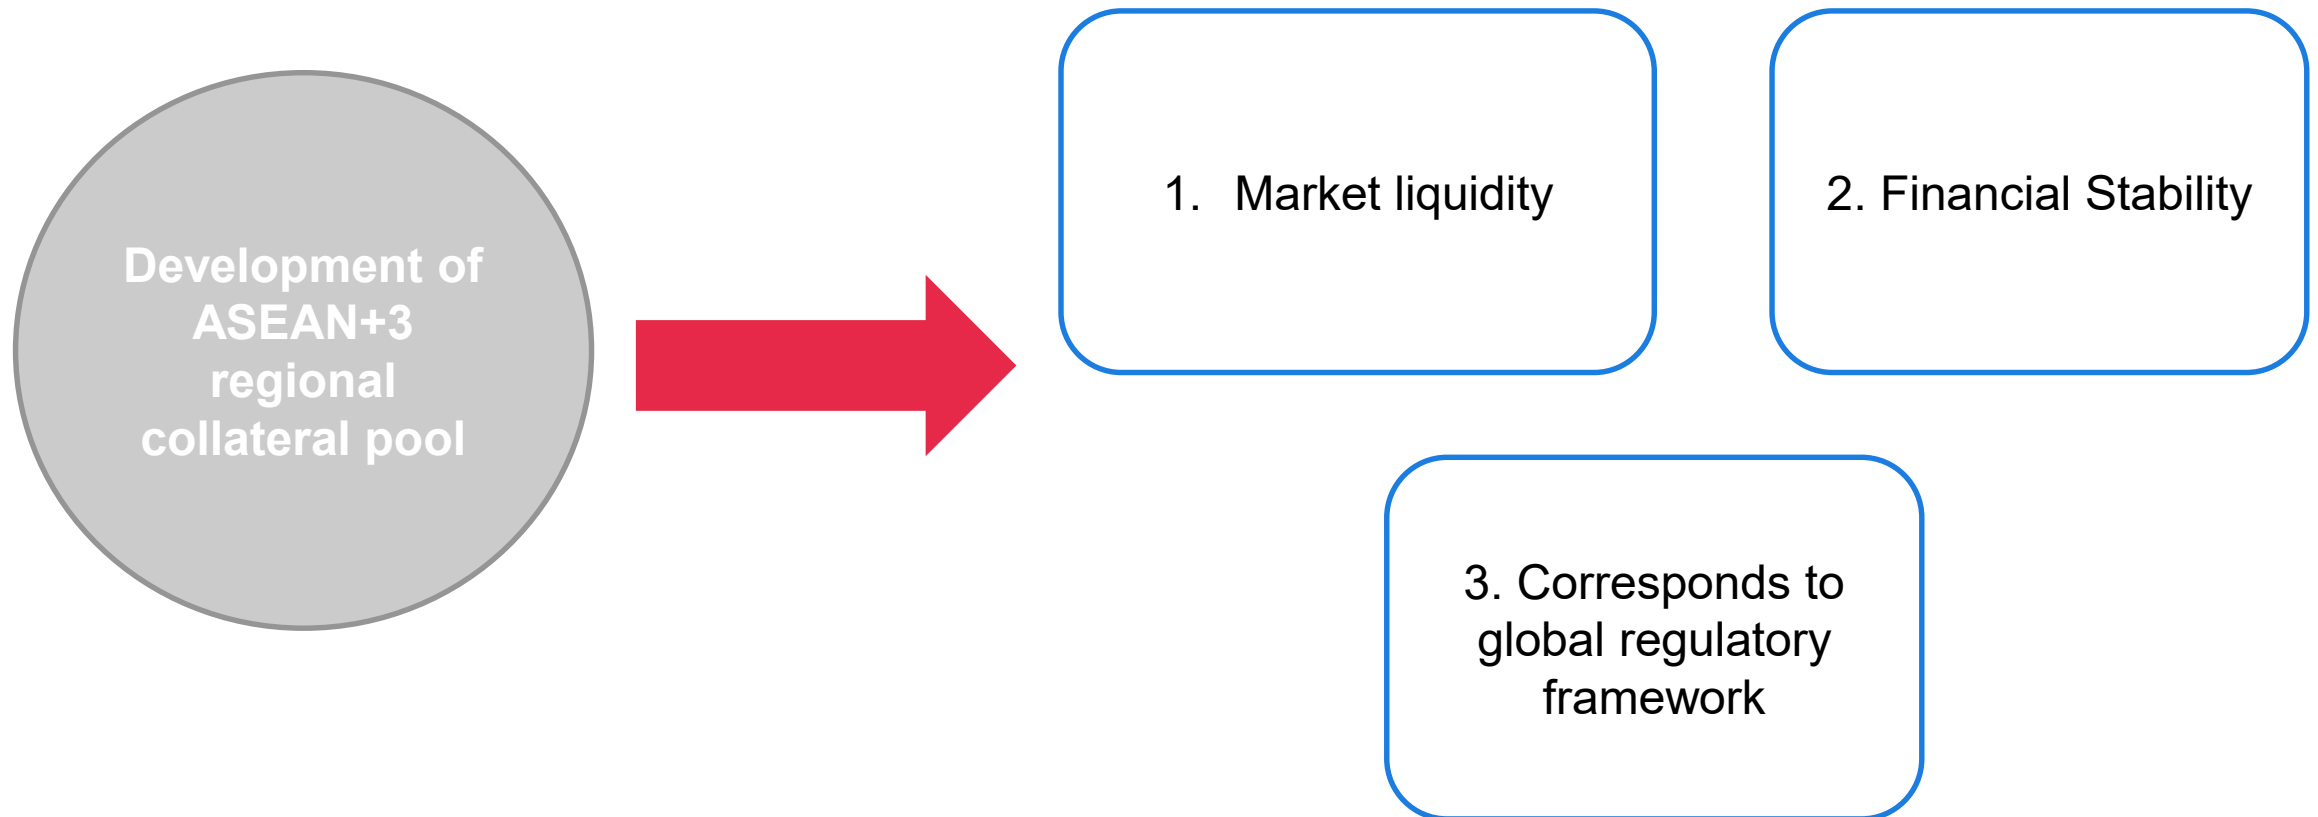 Development of
ASEAN+3
regional
collateral pool
1. Market liquidity
2. Financial Stability
3. Corresponds to
global regulatory
framework